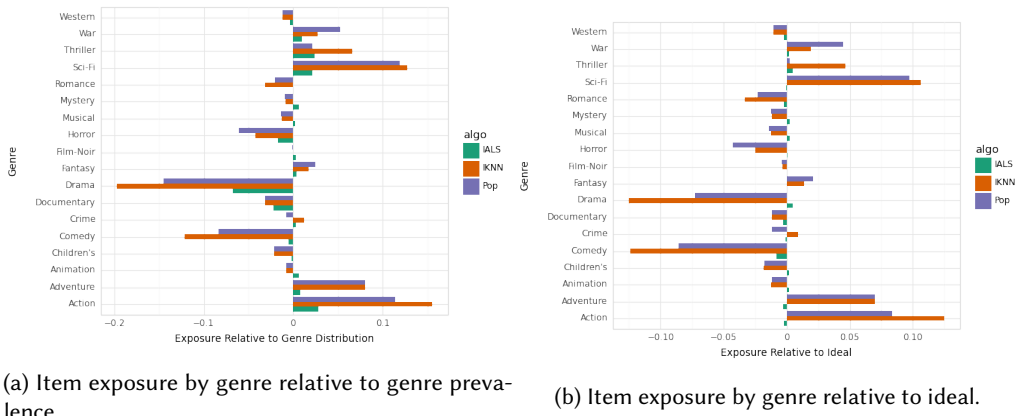 Western
War
Thriller
Sci-Fi
Romance
Mystery
Musical
Horror
Film-Noir
Fantasy
Drama
Documentary
Crime
Comedy
Children's
Animation
Adventure
Action
Genre
−0.2 −0.1 0 0.1
Exposure Relative to Genre Distribution
algo
IALS
IKNN
Pop
(a) Item exposure by genre relative to genre preva-
lence
Western
War
Thriller
Sci-Fi
Romance
Mystery
Musical
Horror
Film-Noir
Fantasy
Drama
Documentary
Crime
Comedy
Children's
Animation
Adventure
Action
Genre
−0.10 −0.05 0 0.05 0.10
Exposure Relative to Ideal
algo
IALS
IKNN
Pop
(b) Item exposure by genre relative to ideal.